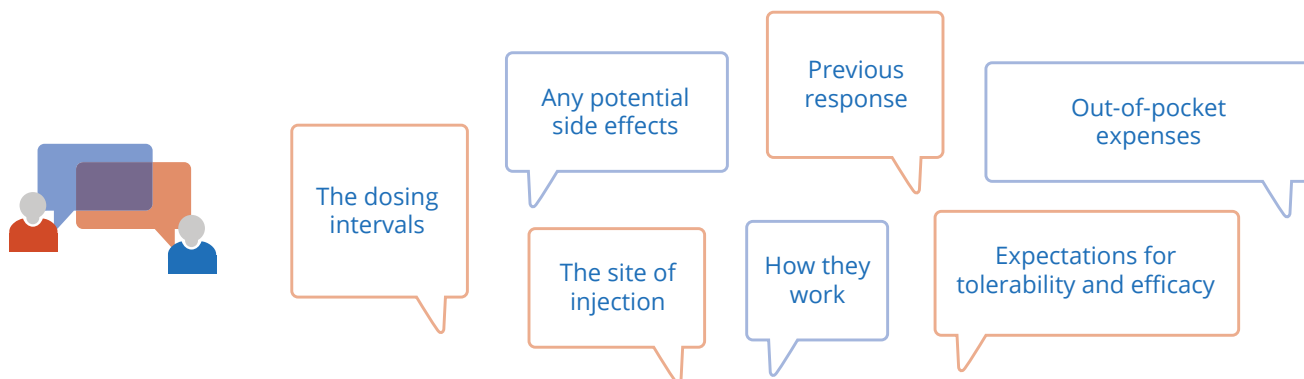 The dosing
intervals
Any potential
side effects
Previous
response
Out-of-pocket
expenses
The site of
injection
How they
work
Expectations for
tolerability and efficacy